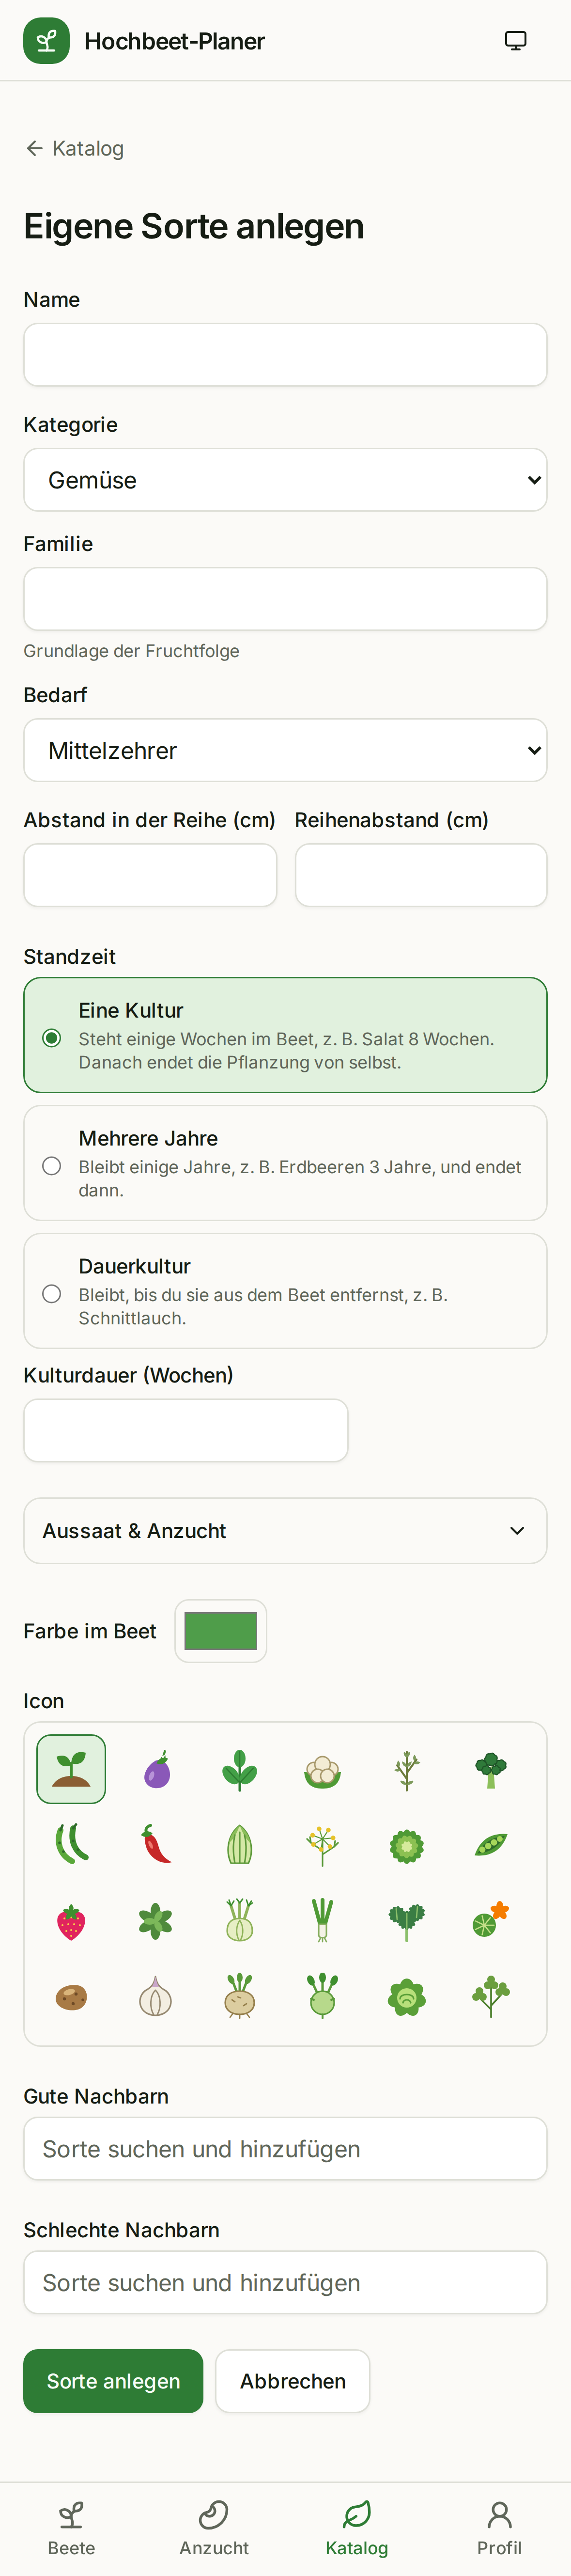 Hochbeet-Planer
Katalog
Eigene Sorte anlegen
Name
Kategorie
Gemüse
Familie
Grundlage der Fruchtfolge
Bedarf
Mittelzehrer
Abstand in der Reihe (cm)
Reihenabstand (cm)
Standzeit
Eine Kultur
Steht einige Wochen im Beet, z. B. Salat 8 Wochen.
Danach endet die Pflanzung von selbst.
Mehrere Jahre
Bleibt einige Jahre, z. B. Erdbeeren 3 Jahre, und endet
dann.
Dauerkultur
Bleibt, bis du sie aus dem Beet entfernst, z. B.
Schnittlauch.
Kulturdauer (Wochen)
Aussaat & Anzucht
Farbe im Beet
Icon
Gute Nachbarn
Sorte suchen und hinzufügen
Schlechte Nachbarn
Sorte suchen und hinzufügen
Sorte anlegen
Abbrechen
Beete
Anzucht
Katalog
Profil